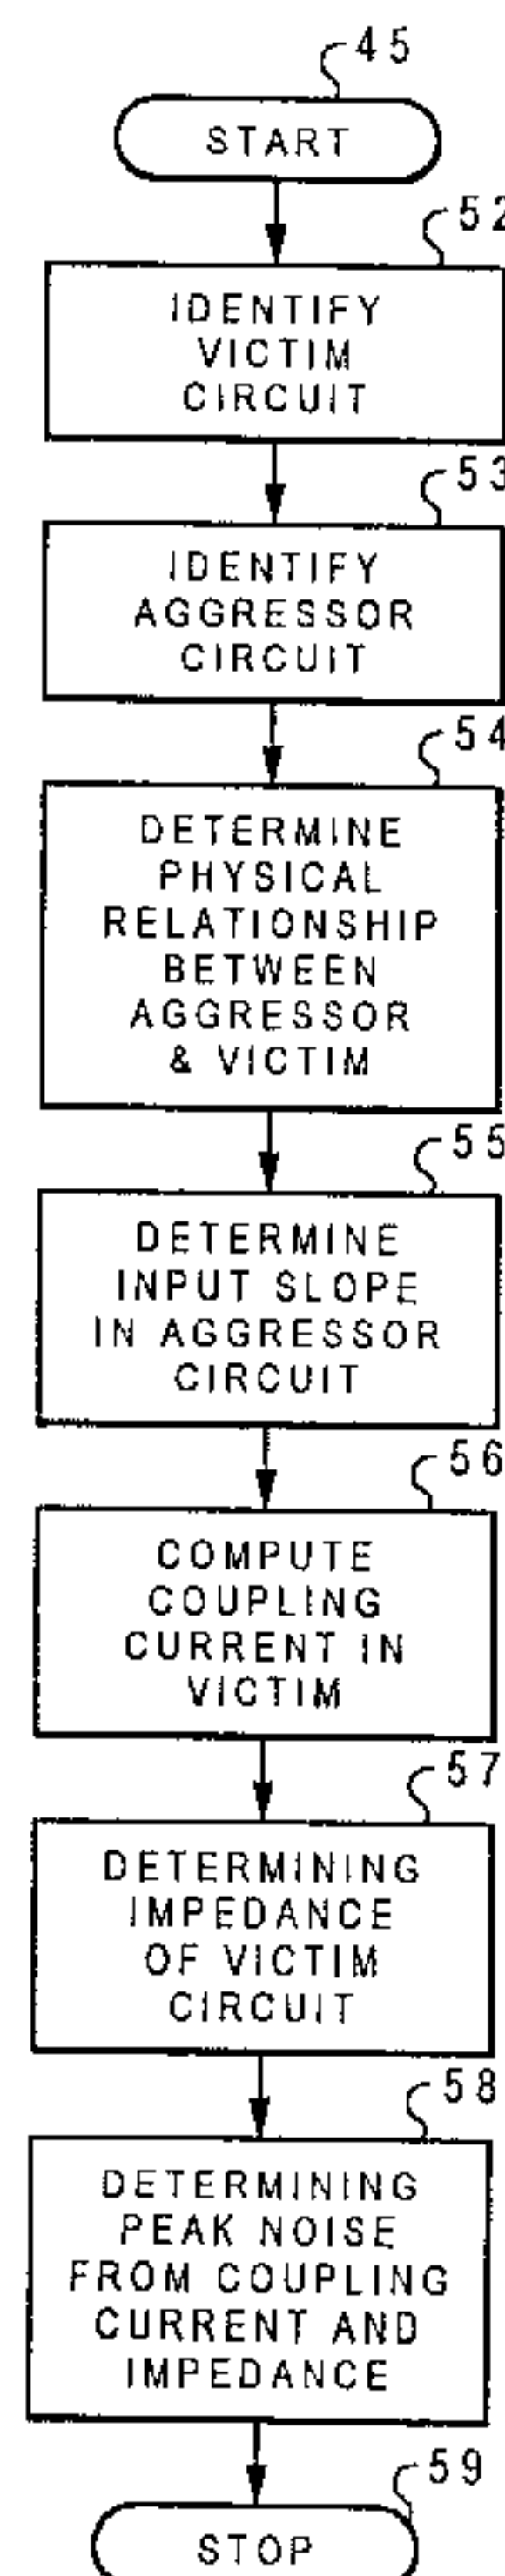 45
START
52
IDENTIFY
VICTIM
CIRCUIT
53
IDENTIFY
AGGRESSOR
CIRCUIT
54
DETERMINE
PHYSICAL
RELATIONSHIP
BETWEEN
AGGRESSOR
& VICTIM
55
DETERMINE
INPUT SLOPE
IN AGGRESSOR
CIRCUIT
56
COMPUTE
COUPLING
CURRENT IN
VICTIM
57
DETERMINING
IMPEDANCE
OF VICTIM
CIRCUIT
58
DETERMINING
PEAK NOISE
FROM COUPLING
CURRENT AND
IMPEDANCE
59
STOP